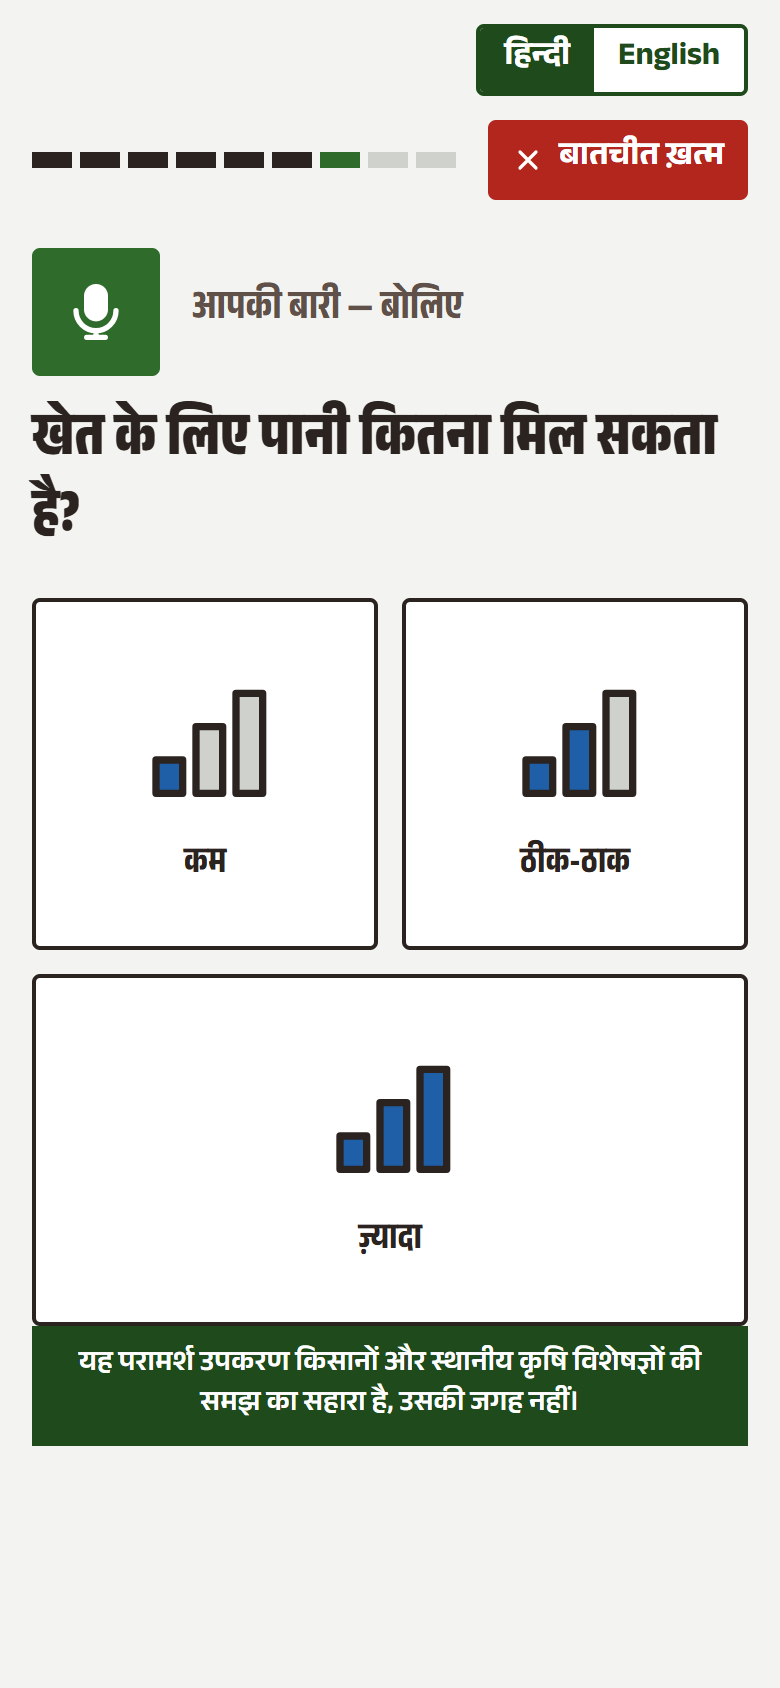 हिन्दी English
बातचीत ख़त्म
आपकी बारी – बोलिए
खेत के लिए पानी कितना मिल सकता
है?
कम
ठीक-ठाक
ज़्यादा
यह परामर्श उपकरण किसानों और स्थानीय कृषि विशेषज्ञों की
समझ का सहारा है, उसकी जगह नहीं।